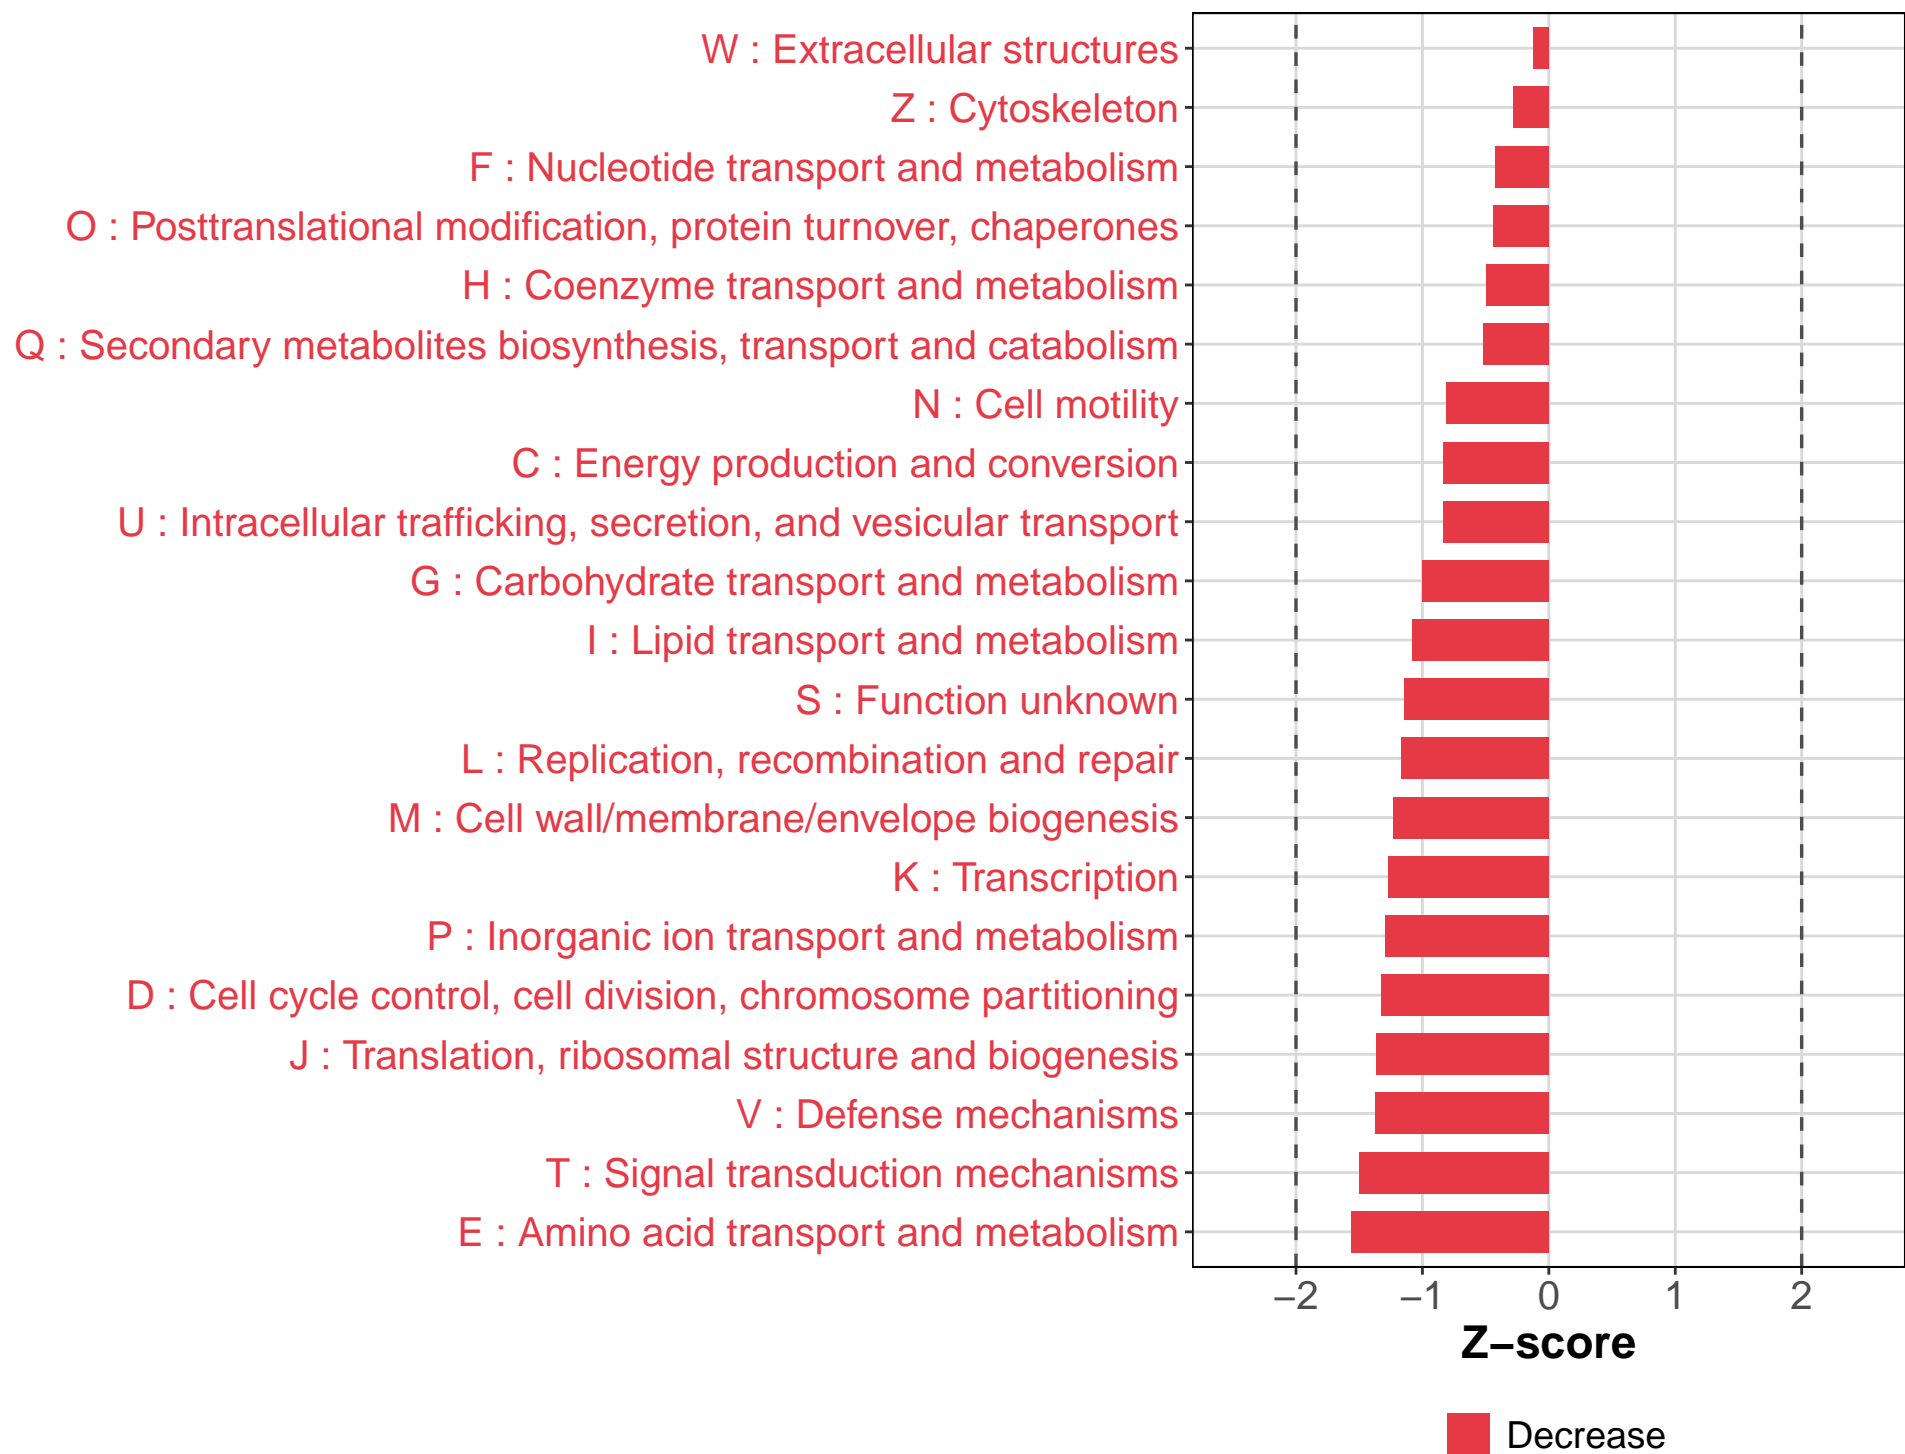 W : Extracellular structures
Z : Cytoskeleton
F : Nucleotide transport and metabolism
O : Posttranslational modification, protein turnover, chaperones
H : Coenzyme transport and metabolism
Q : Secondary metabolites biosynthesis, transport and catabolism
N : Cell motility
C : Energy production and conversion
U : Intracellular trafficking, secretion, and vesicular transport
G : Carbohydrate transport and metabolism
I : Lipid transport and metabolism
S : Function unknown
L : Replication, recombination and repair
M : Cell wall/membrane/envelope biogenesis
K : Transcription
P : Inorganic ion transport and metabolism
D : Cell cycle control, cell division, chromosome partitioning
J : Translation, ribosomal structure and biogenesis
V : Defense mechanisms
T : Signal transduction mechanisms
E : Amino acid transport and metabolism
−2 −1 0 1 2
Z−score
Decrease